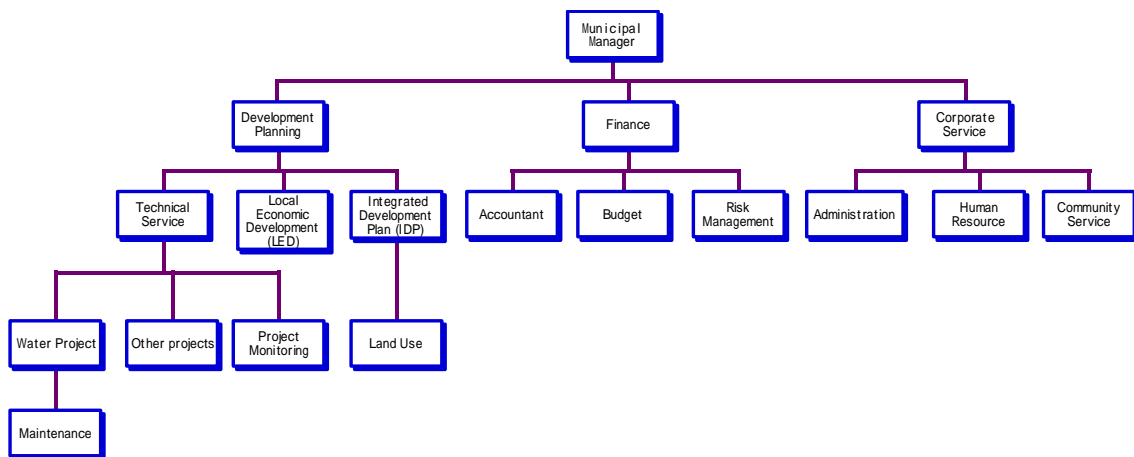 Municipal
Manager
Development
Planning
Finance
Corporate
Service
Technical
Service
Local
Economic
Development
(LED)
Integrated
Development
Plan (IDP)
Accountant
Budget
Risk
Management
Administration
Human
Resource
Community
Service
Water Project
Other projects
Project
Monitoring
Land Use
Maintenance